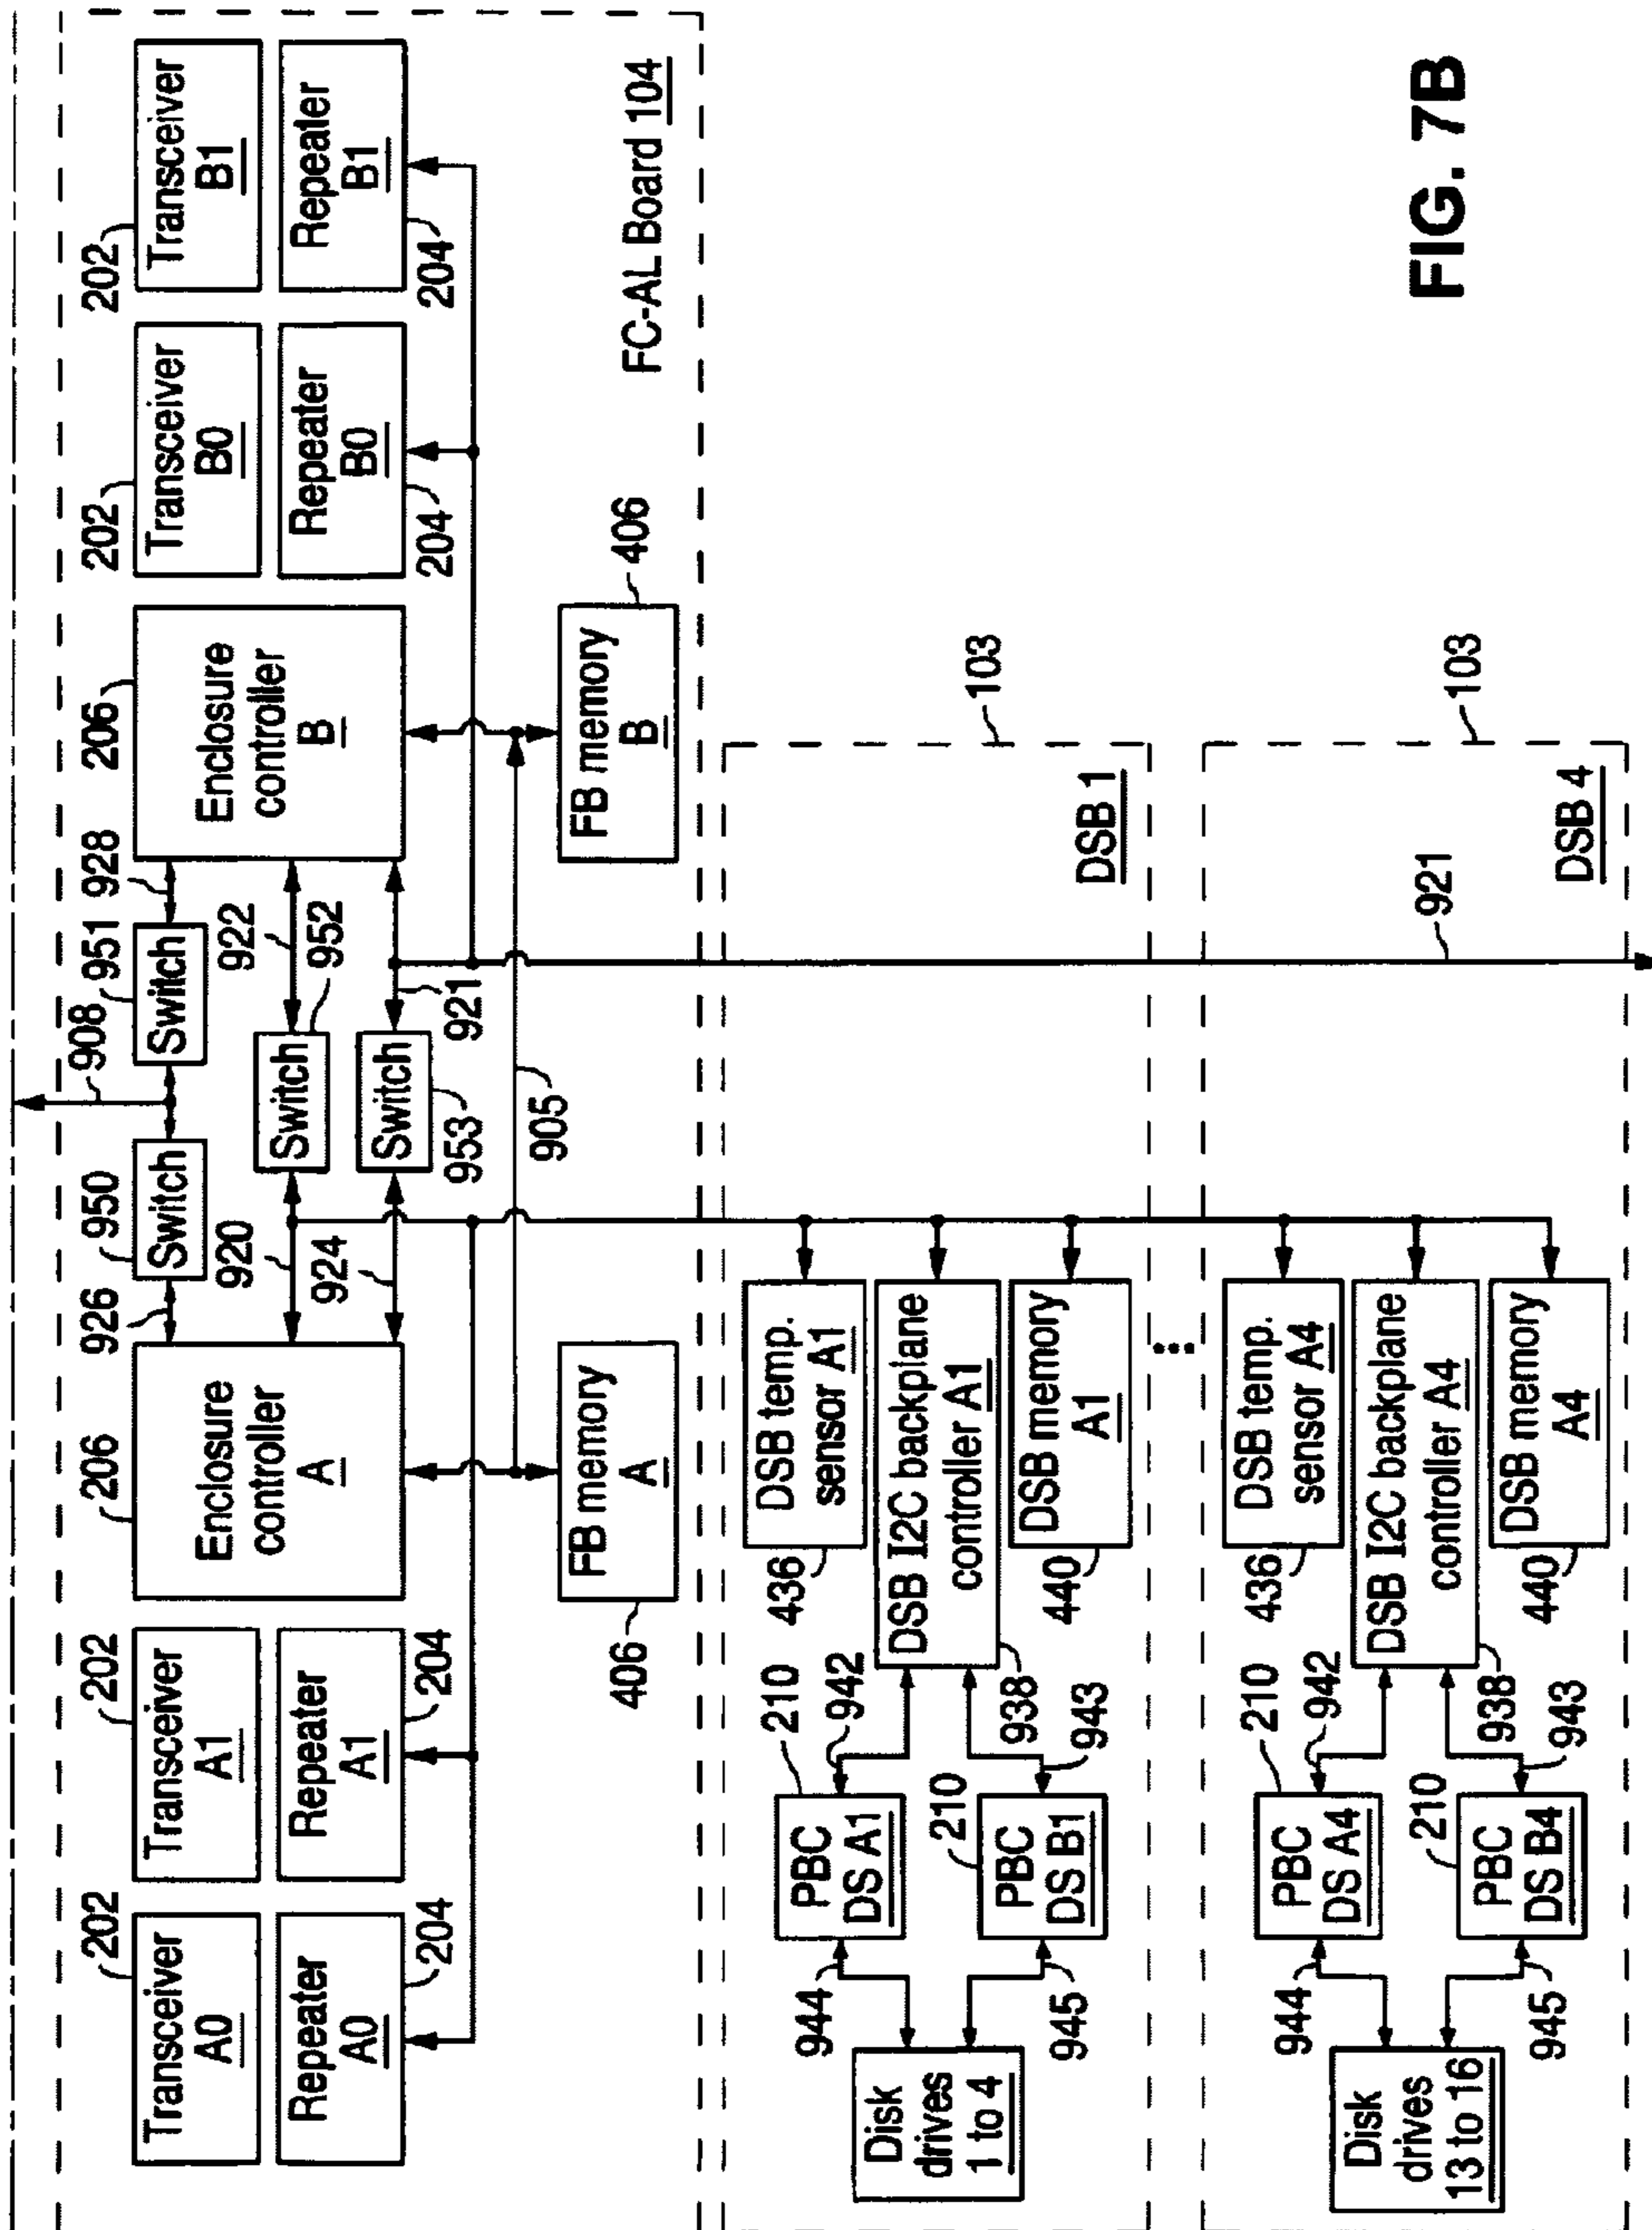 908
926
950
Switch
951
Switch
928
202
Transceiver
A0
202
Transceiver
A1
206
Enclosure
controller
A
206
Enclosure
controller
B
202
Transceiver
B0
202
Transceiver
B1
920
922
Switch
952
924
Switch
953
921
Repeater
A0
204
Repeater
A1
204
Repeater
B0
204
Repeater
B1
204
905
FB memory
A
406
FB memory
B
406
FC-AL Board 104
103
Disk
drives
1 to 4
944
945
PBC
DS A1
210
942
PBC
DS B1
210
943
DSB temp.
sensor A1
436
DSB I2C backplane
controller A1
938
DSB memory
A1
440
DSB 1
...
103
Disk
drives
13 to 16
944
945
PBC
DS A4
210
942
PBC
DS B4
210
943
DSB temp.
sensor A4
436
DSB I2C backplane
controller A4
938
DSB memory
A4
440
921
DSB 4
FIG. 7B